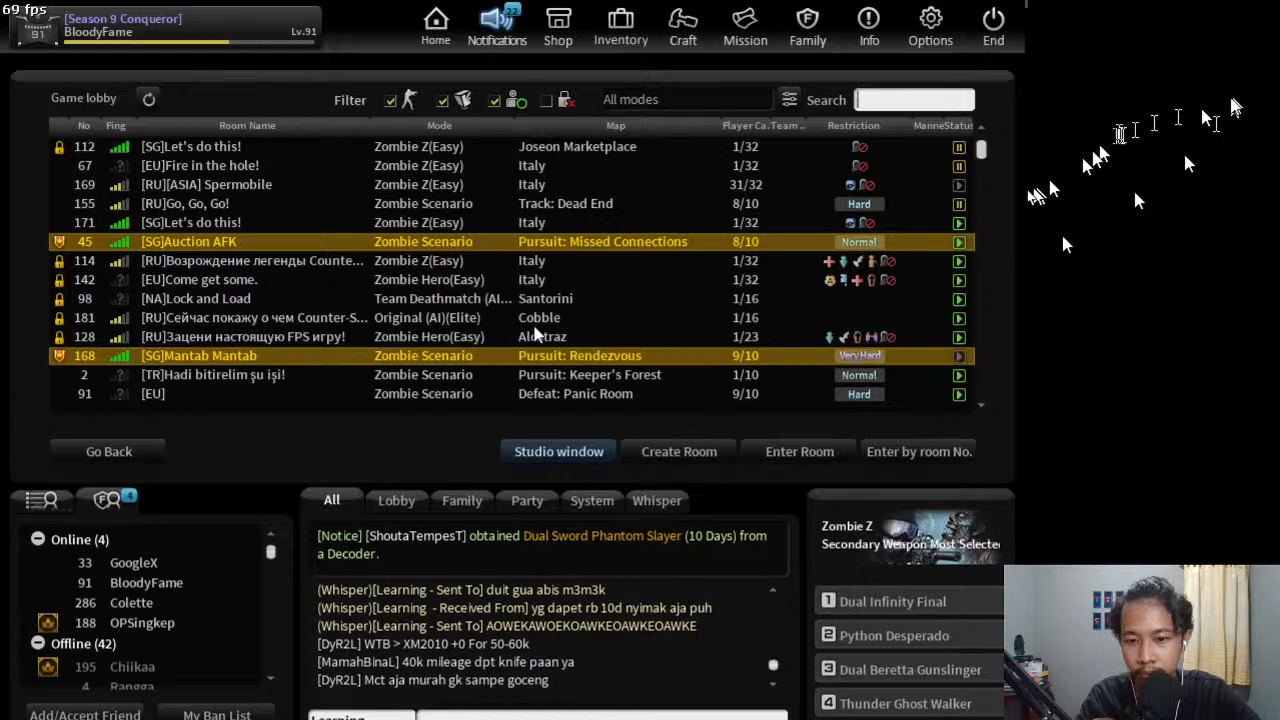 69 fps
[Season 9 Conqueror]
91
BloodyFame
Lv.91
Home
22
Notifications
Shop
Inventory
Craft
Mission
Family
Info
Options
End
Game lobby
Filter
All modes
Search
No Ping Room Name Mode Map Player Ca. Team .. Restriction Manne Status
112 [SG]Let's do this! Zombie Z(Easy) Joseon Marketplace 1/32
67 [EU]Fire in the hole! Zombie Z(Easy) Italy 1/32
169 [RU][ASIA] Spermobile Zombie Z(Easy) Italy 31/32
155 [RU]Go, Go, Go! Zombie Scenario Track: Dead End 8/10 Hard
171 [SG]Let's do this! Zombie Z(Easy) Italy 1/32
45 [SG]Auction AFK Zombie Scenario Pursuit: Missed Connections 8/10 Normal
114 [RU]Возрождение легенды Counte... Zombie Z(Easy) Italy 1/32
142 [EU]Come get some. Zombie Hero(Easy) Italy 1/32
98 [NA]Lock and Load Team Deathmatch (AI... Santorini 1/16
181 [RU]Сейчас покажу о чем Counter-S... Original (AI)(Elite) Cobble 1/16
128 [RU]Зацени настоящую FPS игру! Zombie Hero(Easy) 1/23
168 [SG]Mantab Mantab Zombie Scenario Pursuit: Rendezvous 9/10 Very Hard
2 [TR]Hadi bitirelim şu işi! Zombie Scenario Pursuit: Keeper's Forest 1/10 Normal
91 [EU] Zombie Scenario Defeat: Panic Room 9/10 Hard
Go Back
Studio window
Create Room
Enter Room
Enter by room No.
4
All
Lobby
Family
Party
System
Whisper
Online (4)
33 GoogleX
91 BloodyFame
286 Colette
188 OPSingkep
Offline (42)
195 Chiikaa
4 Rangga
Add/Accept Friend
My Ban List
[Notice] [ShoutaTempesT] obtained Dual Sword Phantom Slayer (10 Days) from
a Decoder.
(Whisper)[Learning - Sent To] duit gua abis m3m3k
(Whisper)[Learning - Received From] yg dapet rb 10d nyimak aja puh
(Whisper)[Learning - Sent To] AOWEKAWOEKOAWKEOAWKEOAWKE
[DyR2L] WTB > XM2010 +0 For 50-60k
[MamahBinaL] 40k mileage dpt knife paan ya
[DyR2L] Mct aja murah gk sampe goceng
Learning
Zombie Z
Secondary Weapon Most Selected
1 Dual Infinity Final
2 Python Desperado
3 Dual Beretta Gunslinger
4 Thunder Ghost Walker